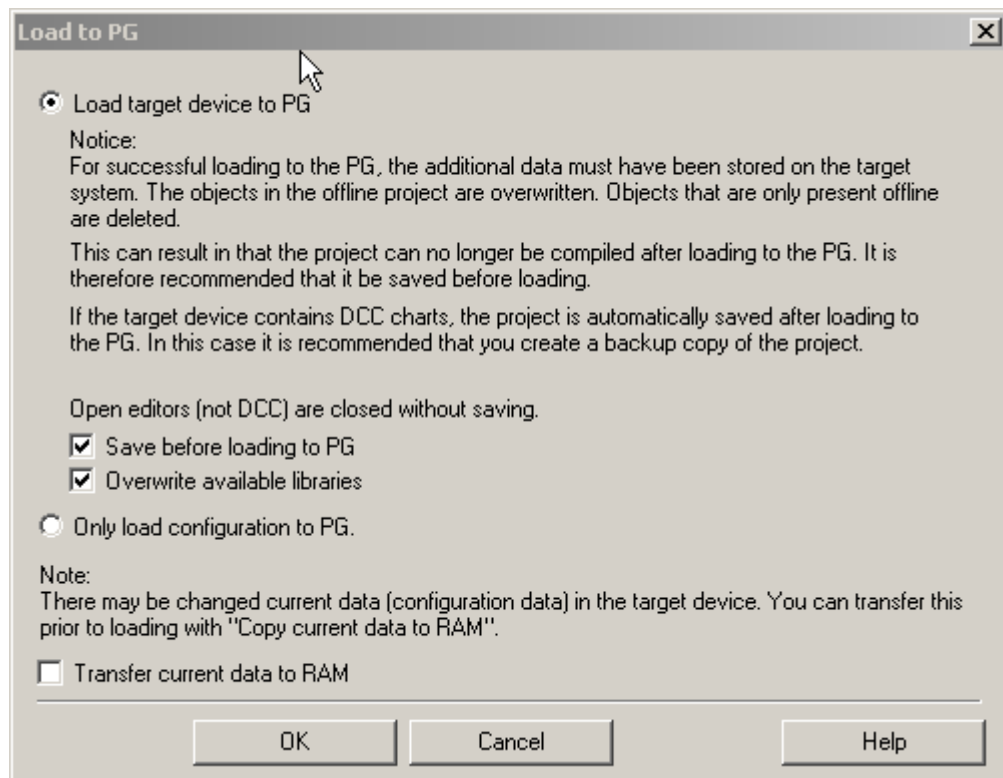 Load to PG
Load target device to PG
Notice:
For successful loading to the PG, the additional data must have been stored on the target
system. The objects in the offline project are overwritten. Objects that are only present offline
are deleted.
This can result in that the project can no longer be compiled after loading to the PG. It is
therefore recommended that it be saved before loading.
If the target device contains DCC charts, the project is automatically saved after loading to
the PG. In this case it is recommended that you create a backup copy of the project.
Open editors (not DCC) are closed without saving.
Save before loading to PG
Overwrite available libraries
Only load configuration to PG.
Note:
There may be changed current data (configuration data) in the target device. You can transfer this
prior to loading with "Copy current data to RAM".
Transfer current data to RAM
OK
Cancel
Help